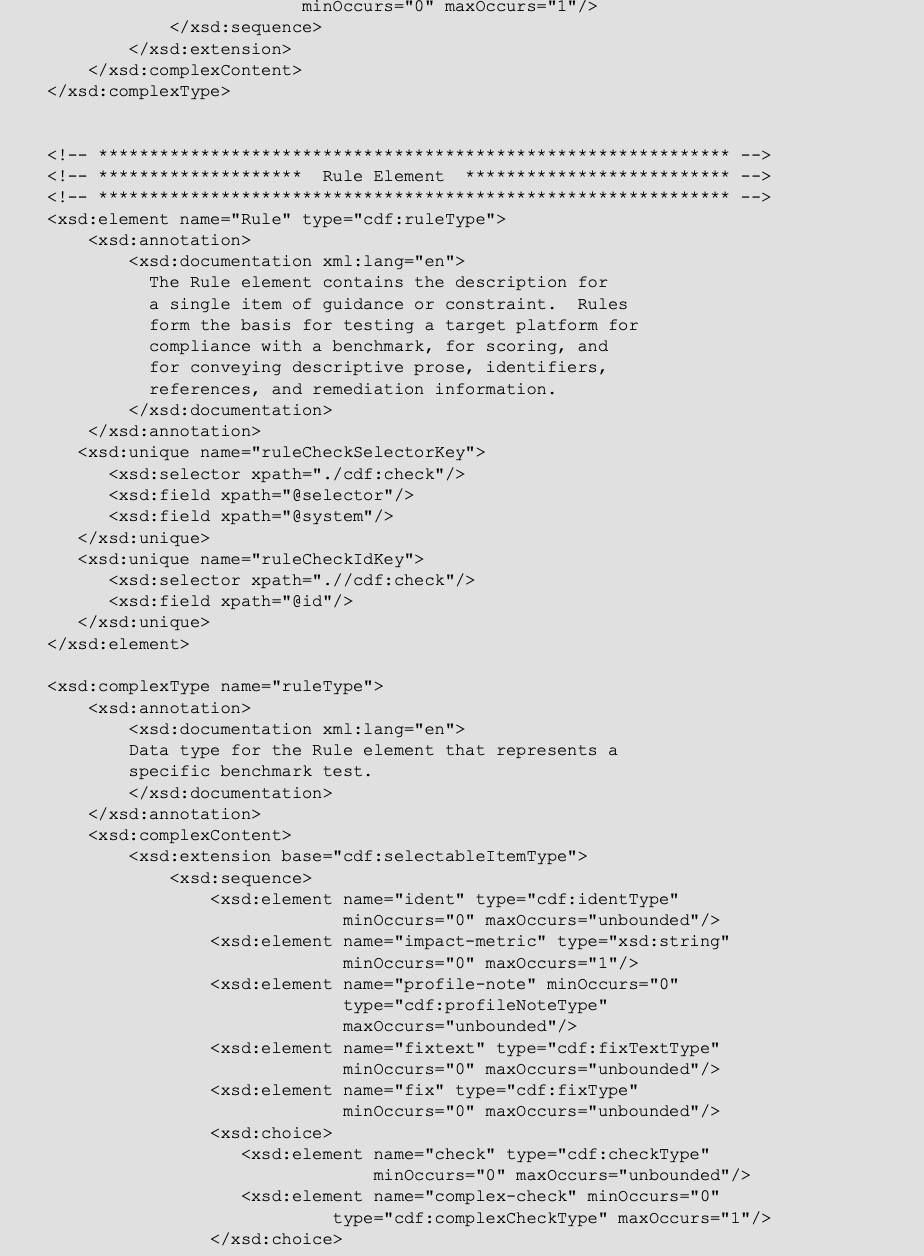 minOccurs="0" maxOccurs="1"/>
            </xsd:sequence>
        </xsd:extension>
    </xsd:complexContent>
</xsd:complexType>


<!-- ************************************************************** -->
<!-- ********************  Rule Element  ************************** -->
<!-- ************************************************************** -->
<xsd:element name="Rule" type="cdf:ruleType">
    <xsd:annotation>
        <xsd:documentation xml:lang="en">
          The Rule element contains the description for
          a single item of guidance or constraint.  Rules
          form the basis for testing a target platform for
          compliance with a benchmark, for scoring, and
          for conveying descriptive prose, identifiers,
          references, and remediation information.
        </xsd:documentation>
    </xsd:annotation>
   <xsd:unique name="ruleCheckSelectorKey">
      <xsd:selector xpath="./cdf:check"/>
      <xsd:field xpath="@selector"/>
      <xsd:field xpath="@system"/>
   </xsd:unique>
   <xsd:unique name="ruleCheckIdKey">
      <xsd:selector xpath=".//cdf:check"/>
      <xsd:field xpath="@id"/>
   </xsd:unique>
</xsd:element>

<xsd:complexType name="ruleType">
    <xsd:annotation>
        <xsd:documentation xml:lang="en">
        Data type for the Rule element that represents a
        specific benchmark test.
        </xsd:documentation>
    </xsd:annotation>
    <xsd:complexContent>
        <xsd:extension base="cdf:selectableItemType">
            <xsd:sequence>
                <xsd:element name="ident" type="cdf:identType"
                             minOccurs="0" maxOccurs="unbounded"/>
                <xsd:element name="impact-metric" type="xsd:string"
                             minOccurs="0" maxOccurs="1"/>
                <xsd:element name="profile-note" minOccurs="0"
                             type="cdf:profileNoteType"
                             maxOccurs="unbounded"/>
                <xsd:element name="fixtext" type="cdf:fixTextType"
                             minOccurs="0" maxOccurs="unbounded"/>
                <xsd:element name="fix" type="cdf:fixType"
                             minOccurs="0" maxOccurs="unbounded"/>
                <xsd:choice>
                   <xsd:element name="check" type="cdf:checkType"
                                minOccurs="0" maxOccurs="unbounded"/>
                   <xsd:element name="complex-check" minOccurs="0"
                            type="cdf:complexCheckType" maxOccurs="1"/>
                </xsd:choice>